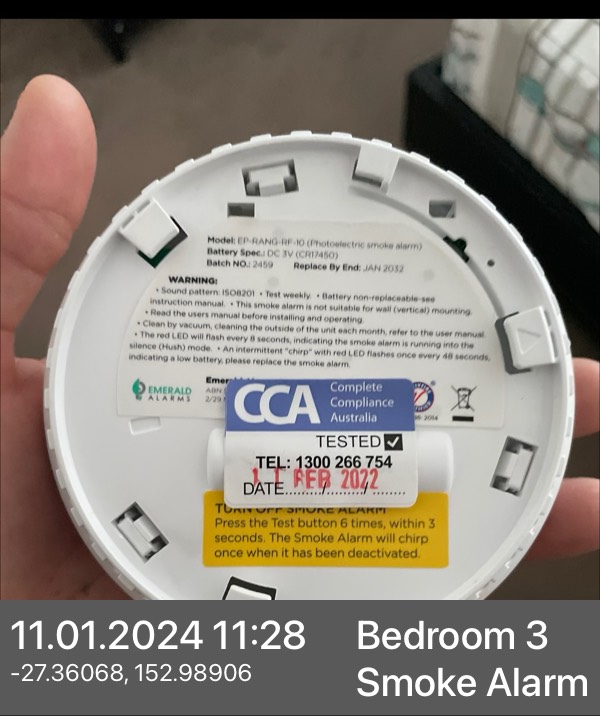 Model: EP-RANG-RF-10 (Photoelectric smoke alarm)
Battery Spec.: DC 3V (CR17450)
Batch NO.: 2459 Replace By End: JAN 2032
WARNING:
• Sound pattern: ISO8201 • Test weekly. • Battery non-replaceable-see
instruction manual. • This smoke alarm is not suitable for wall (vertical) mounting.
• Read the users manual before installing and operating.
• Clean by vacuum, cleaning the outside of the unit each month, refer to the user manual.
• The red LED will flash every 8 seconds, indicating the smoke alarm is running into the
silence (Hush) mode. • An intermittent "chirp" with red LED flashes once every 48 seconds,
indicating a low battery, please replace the smoke alarm.
EMERALD
ALARMS
ABN
2/29
CCA
Complete
Compliance
Australia
TESTED
TEL: 1300 266 754
DATE
FEB 2022
TURN OFF SMOKE ALARM
Press the Test button 6 times, within 3
seconds. The Smoke Alarm will chirp
once when it has been deactivated.
11.01.2024 11:28
-27.36068, 152.98906
Bedroom 3
Smoke Alarm